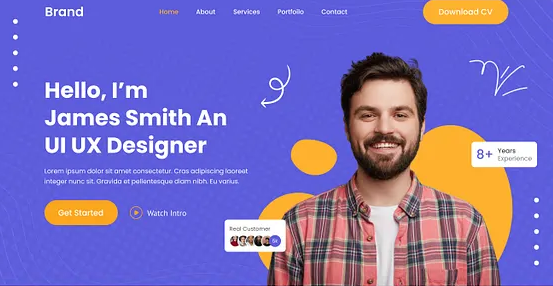 Brand
Home About Services Portfolio Contact
Download CV
Hello, I'm
James Smith An
UI UX Designer
Lorem ipsum dolor sit amet consectetur. Cras adipiscing laoreet
integer nunc sit. Gravida et pellentesque diam nibh. Eu varius.
Get Started
Watch Intro
8+
Years
Experience
Real Customer